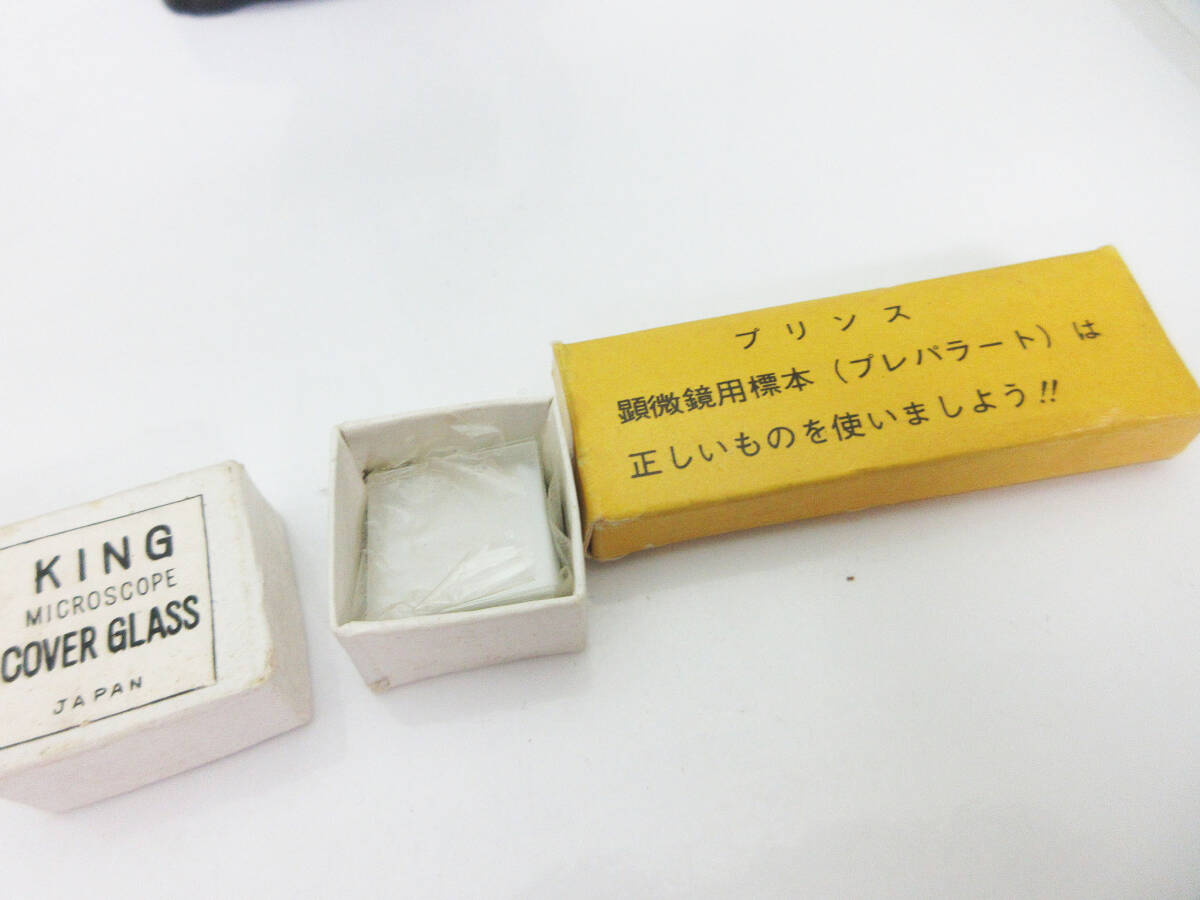 KING
MICROSCOPE
COVER GLASS
JAPAN
プリンス
顕微鏡用標本（プレパラート）は
正しいものを使いましよう!!